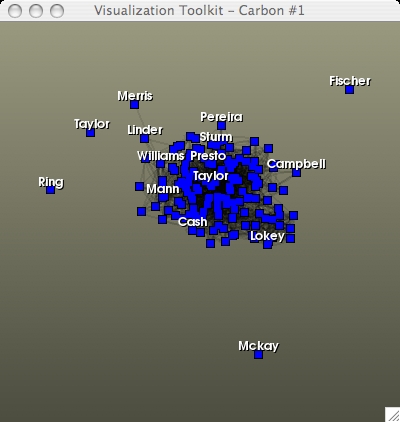 Visualization Toolkit - Carbon #1
Fischer
Merris
Pereira
Taylor
Linder
Sturm
Williams
Presto
Campbell
Taylor
Ring
Mann
Cash
Lokey
Mckay